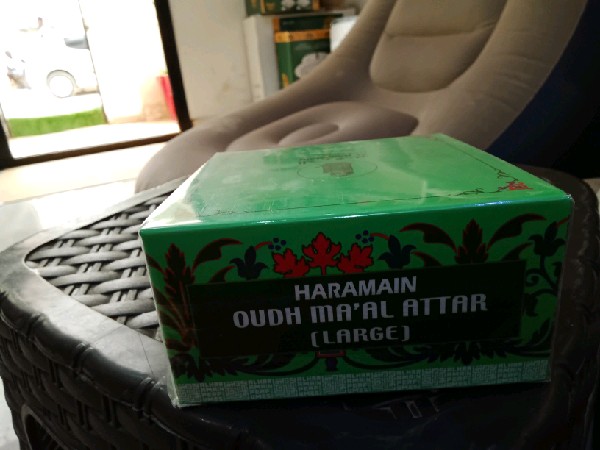 HARAMAIN
OUDH MA'AL ATTAR
(LARGE)